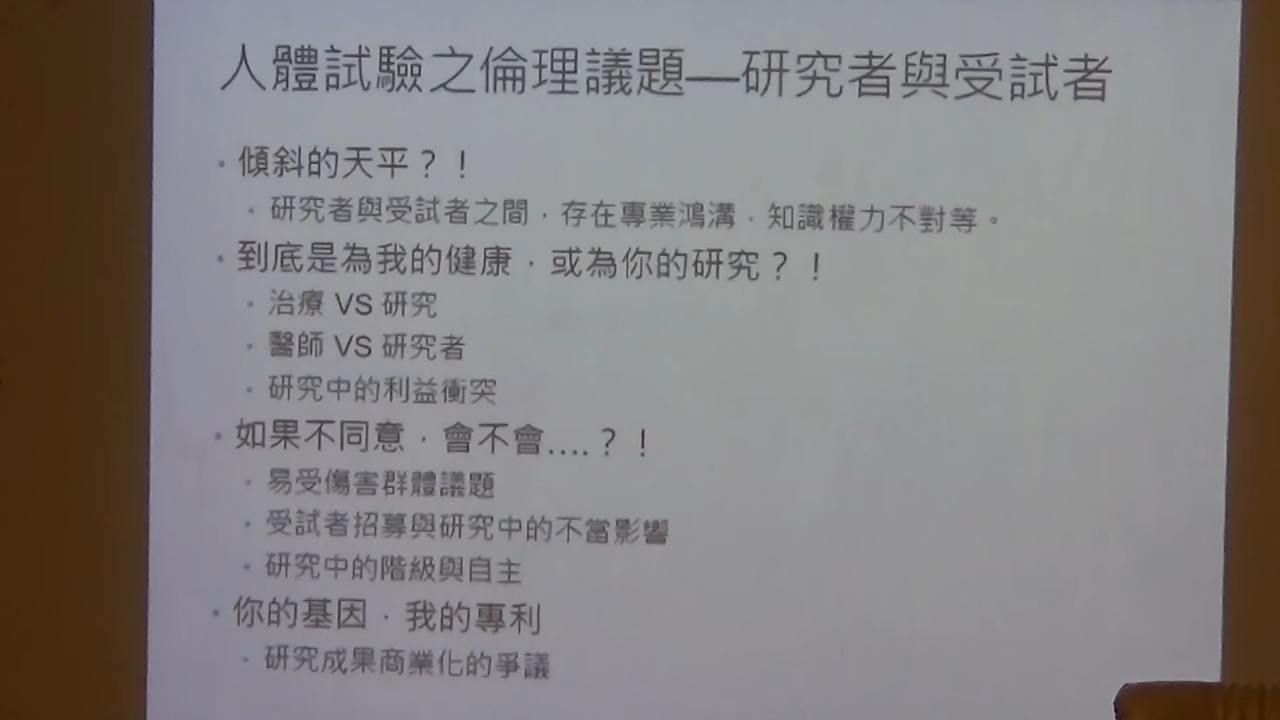 人體試驗之倫理議題—研究者與受試者
• 傾斜的天平？！
• 研究者與受試者之間，存在專業鴻溝，知識權力不對等。
• 到底是為我的健康，或為你的研究？！
• 治療 VS 研究
• 醫師 VS 研究者
• 研究中的利益衝突
• 如果不同意，會不會....？！
• 易受傷害群體議題
• 受試者招募與研究中的不當影響
• 研究中的階級與自主
• 你的基因，我的專利
• 研究成果商業化的爭議